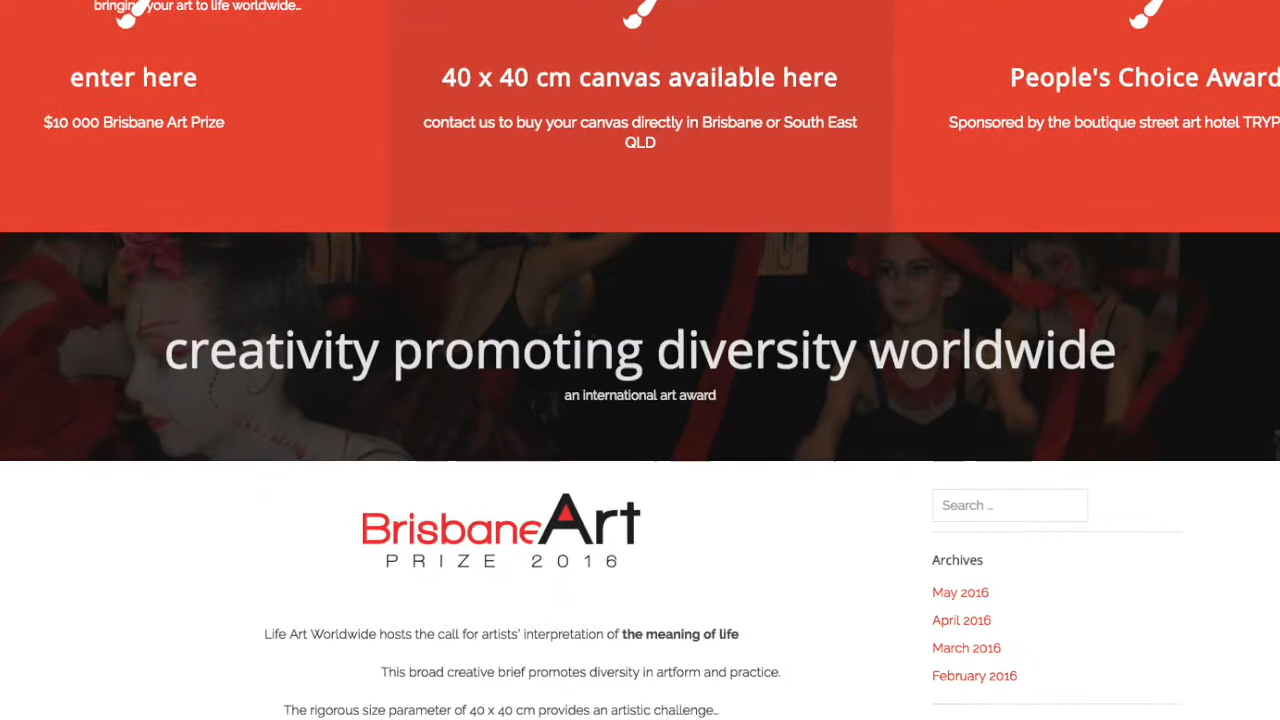 bringing your art to life worldwide...
enter here
$10 000 Brisbane Art Prize
40 x 40 cm canvas available here
contact us to buy your canvas directly in Brisbane or South East
QLD
People's Choice Award
Sponsored by the boutique street art hotel TRYP
creativity promoting diversity worldwide
an international art award
BrisbaneArt
PRIZE 2016
Search ...
Archives
May 2016
April 2016
March 2016
February 2016
Life Art Worldwide hosts the call for artists' interpretation of the meaning of life
This broad creative brief promotes diversity in artform and practice.
The rigorous size parameter of 40 x 40 cm provides an artistic challenge...